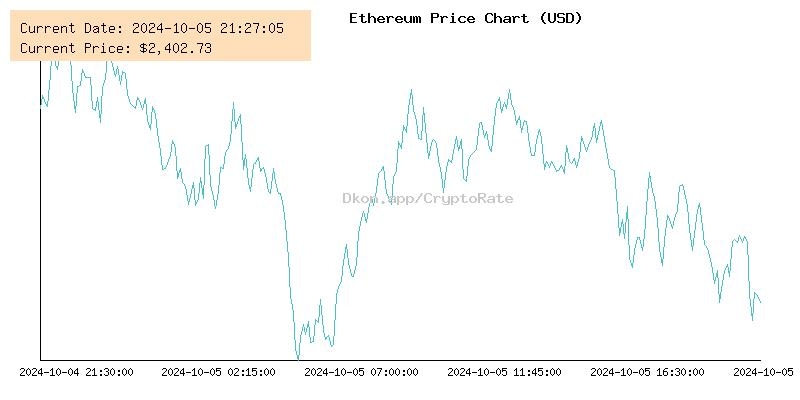 Ethereum Price Chart (USD)
Current Date: 2024-10-05 21:27:05
Current Price: $2,402.73
Dkon.app/CryptoRate
2024-10-04 21:30:00 2024-10-05 02:15:00 2024-10-05 07:00:00 2024-10-05 11:45:00 2024-10-05 16:30:00 2024-10-05